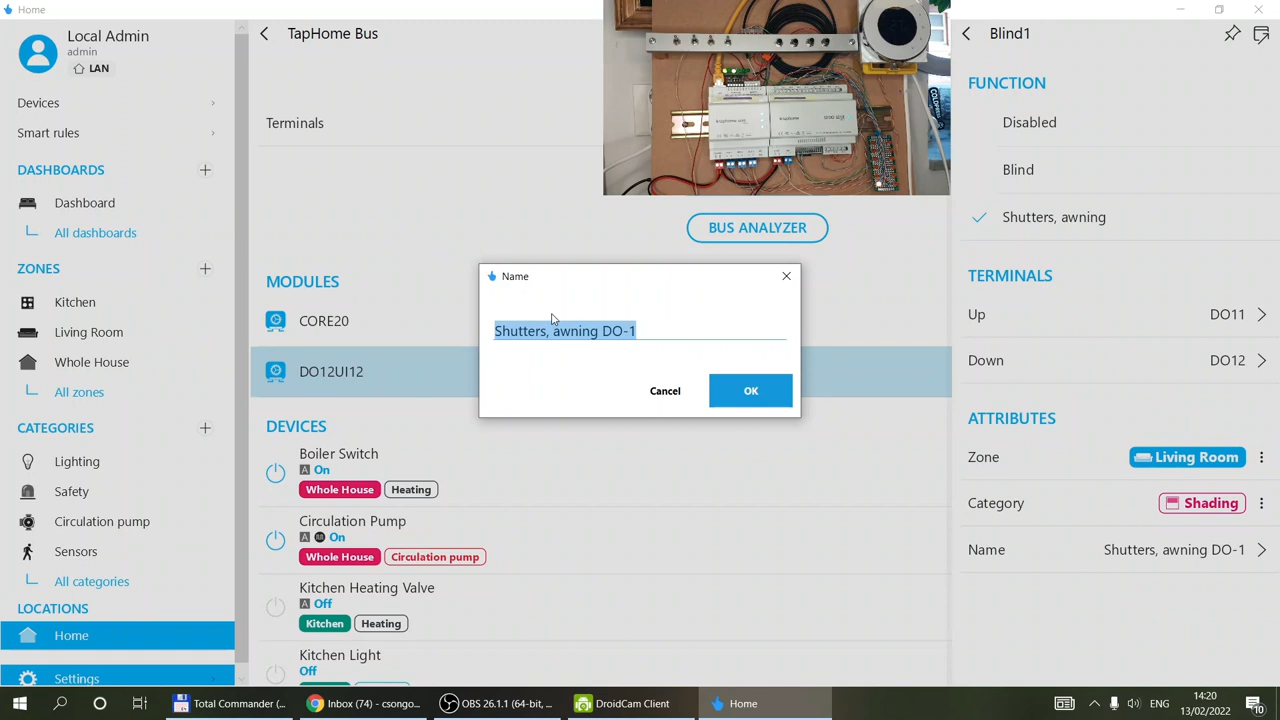 Home
Local Admin
admin
LAN
Devices
Smart rules
DASHBOARDS
Dashboard
All dashboards
ZONES
Kitchen
Living Room
Whole House
All zones
CATEGORIES
Lighting
Safety
Circulation pump
Sensors
All categories
LOCATIONS
Home
Settings
TapHome Bus
Terminals
BUS ANALYZER
MODULES
CORE20
DO12UI12
DEVICES
Boiler Switch
A On
Whole House Heating
Circulation Pump
A On
Whole House Circulation pump
Kitchen Heating Valve
A Off
Kitchen Heating
Kitchen Light
Off
Name
Shutters, awning DO-1
Cancel OK
Blind1
FUNCTION
Disabled
Blind
Shutters, awning
TERMINALS
Up DO11
Down DO12
ATTRIBUTES
Zone Living Room
Category Shading
Name Shutters, awning DO-1
Total Commander (...
Inbox (74) - csongo...
OBS 26.1.1 (64-bit, ...
DroidCam Client
Home
ENG
14:20
13/02/2022